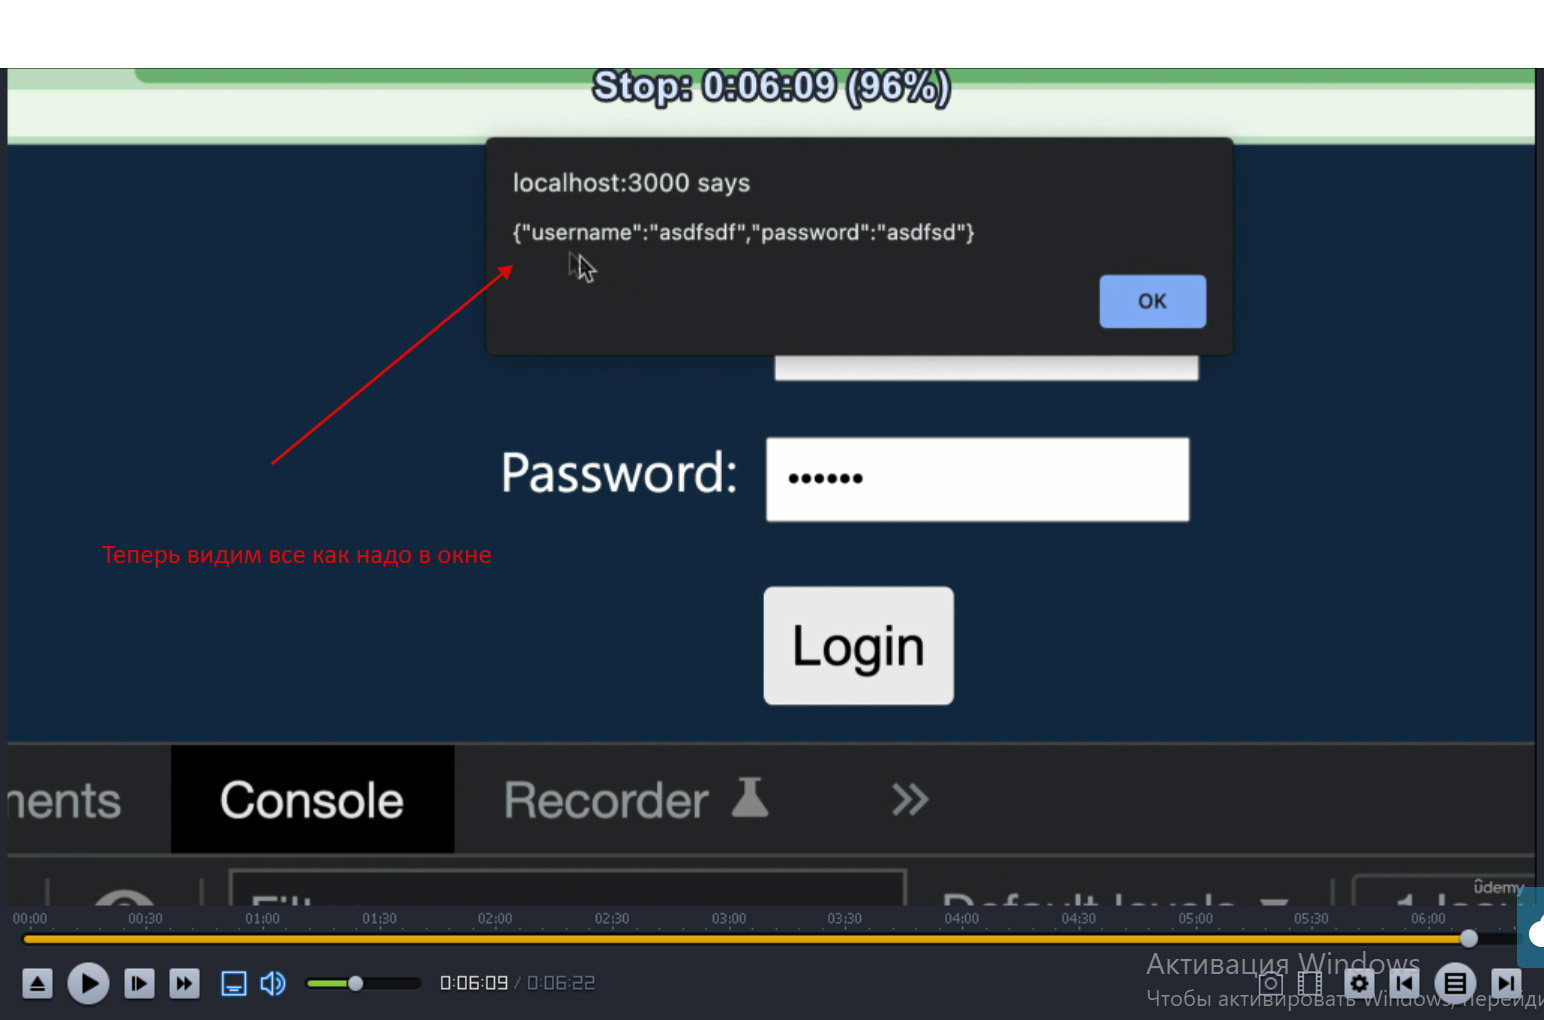 Stop: 0:06:09 (96%)
localhost:3000 says
{"username":"asdfsdf","password":"asdfsd"}
OK
Password: ••••••
Теперь видим все как надо в окне
Login
Console
Recorder
Default levels
ûdemy
00:00 00:30 01:00 01:30 02:00 02:30 03:00 03:30 04:00 04:30 05:00 05:30 06:00
0:06:09 / 0:06:22
Активация Windows
Чтобы активировать Windows,